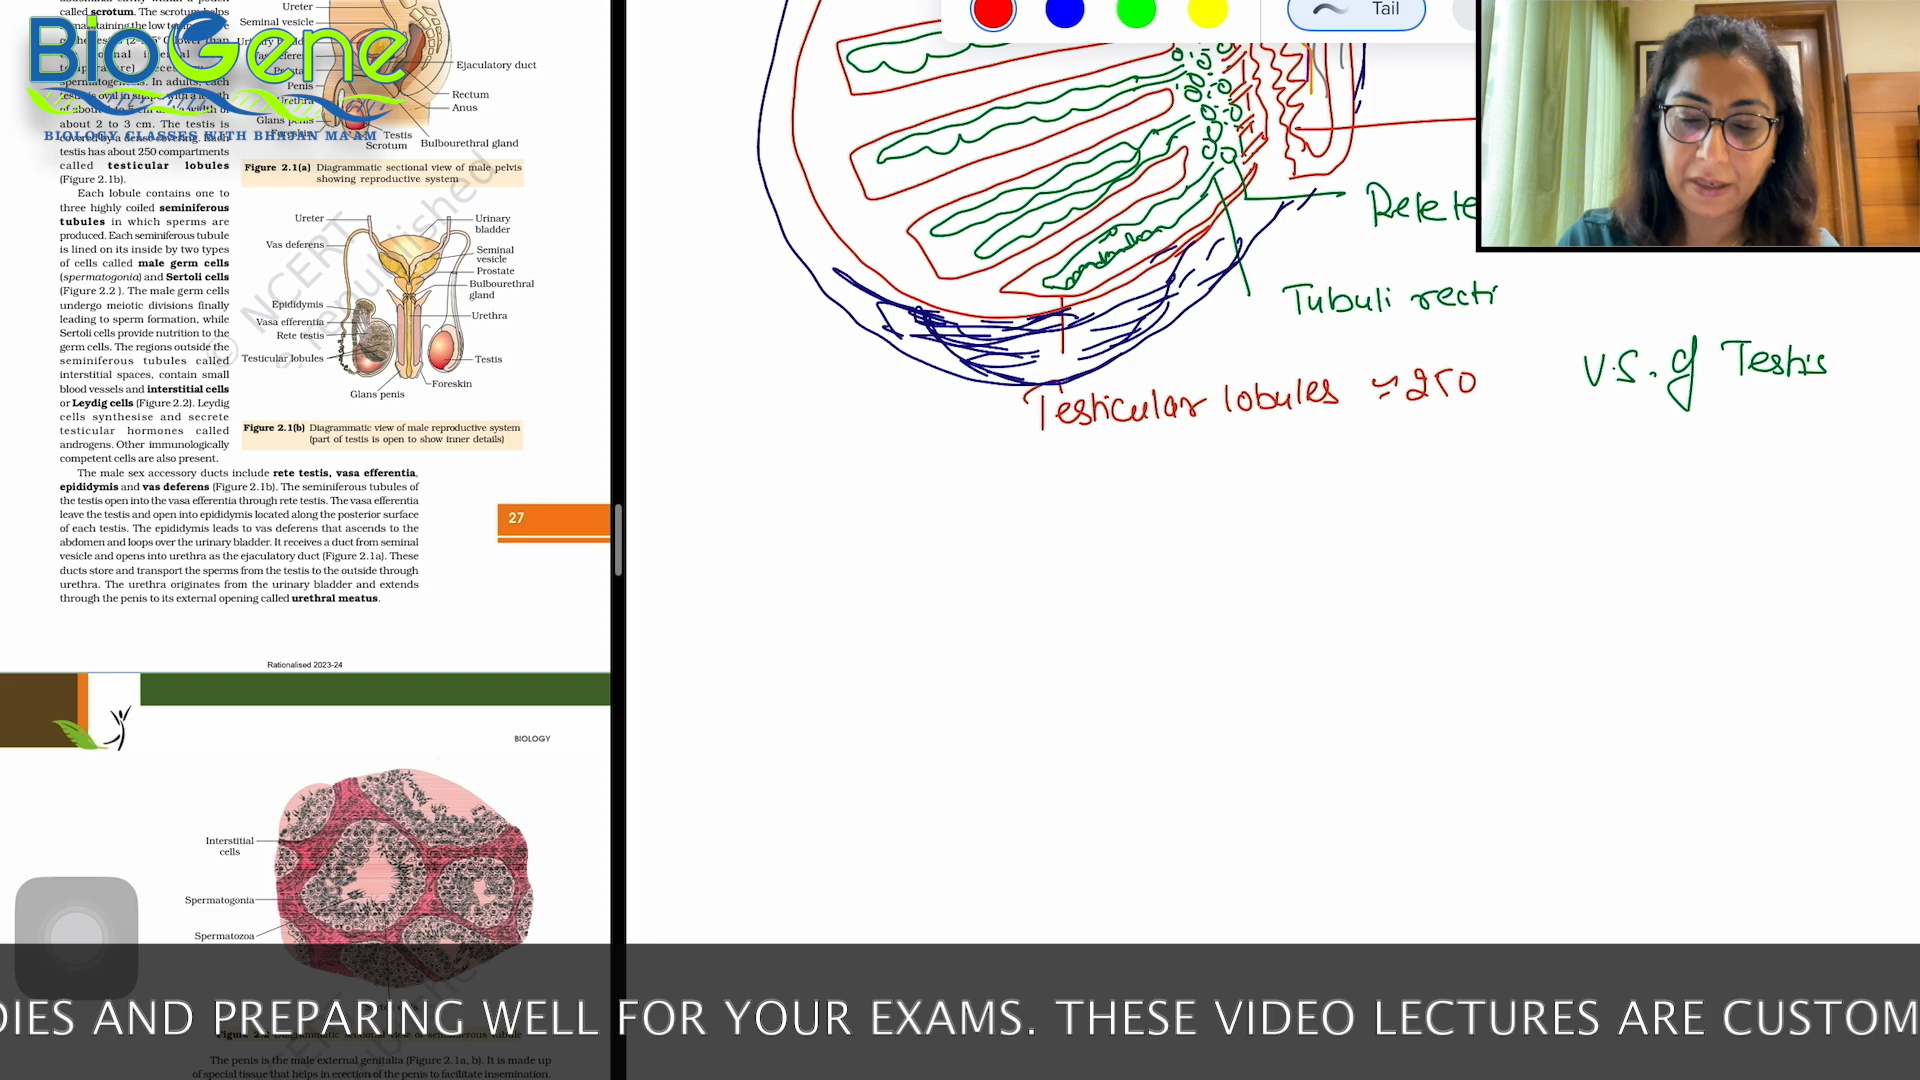 called scrotum. The scrotum helps
testis has about 250 compartments
called testicular lobules
(Figure 2.1b).
Each lobule contains one to
three highly coiled seminiferous
tubules in which sperms are
produced. Each seminiferous tubule
is lined on its inside by two types
of cells called male germ cells
(spermatogonia) and Sertoli cells
(Figure 2.2 ). The male germ cells
undergo meiotic divisions finally
leading to sperm formation, while
Sertoli cells provide nutrition to the
germ cells. The regions outside the
seminiferous tubules called
interstitial spaces, contain small
blood vessels and interstitial cells
or Leydig cells (Figure 2.2). Leydig
cells synthesise and secrete
testicular hormones called
androgens. Other immunologically
competent cells are also present.
The male sex accessory ducts include rete testis, vasa efferentia,
epididymis and vas deferens (Figure 2.1b). The seminiferous tubules of
the testis open into the vasa efferentia through rete testis. The vasa efferentia
leave the testis and open into epididymis located along the posterior surface
of each testis. The epididymis leads to vas deferens that ascends to the
abdomen and loops over the urinary bladder. It receives a duct from seminal
vesicle and opens into urethra as the ejaculatory duct (Figure 2.1a). These
ducts store and transport the sperms from the testis to the outside through
urethra. The urethra originates from the urinary bladder and extends
through the penis to its external opening called urethral meatus.
BioGene
BIOLOGY CLASSES WITH BHAGAN MA'AM
Ureter
Seminal vesicle
Penis
Ejaculatory duct
Rectum
Anus
Testis
Scrotum
Bulbourethral gland
Figure 2.1(a) Diagrammatic sectional view of male pelvis
showing reproductive system
Ureter
Vas deferens
Epididymis
Vasa efferentia
Rete testis
Testicular lobules
Glans penis
Urinary
bladder
Seminal
vesicle
Prostate
Bulbourethral
gland
Urethra
Testis
Foreskin
Figure 2.1(b) Diagrammatic view of male reproductive system
(part of testis is open to show inner details)
27
Rationalised 2023-24
BIOLOGY
Interstitial
cells
Spermatogonia
Spermatozoa
The penis is the male external genitalia (Figure 2.1a, b). It is made up
of special tissue that helps in erection of the penis to facilitate insemination.
Tail
Rete te
Tubuli recti
Testicular lobules ≃250
V.S. of Testis
DIES AND PREPARING WELL FOR YOUR EXAMS. THESE VIDEO LECTURES ARE CUSTOM